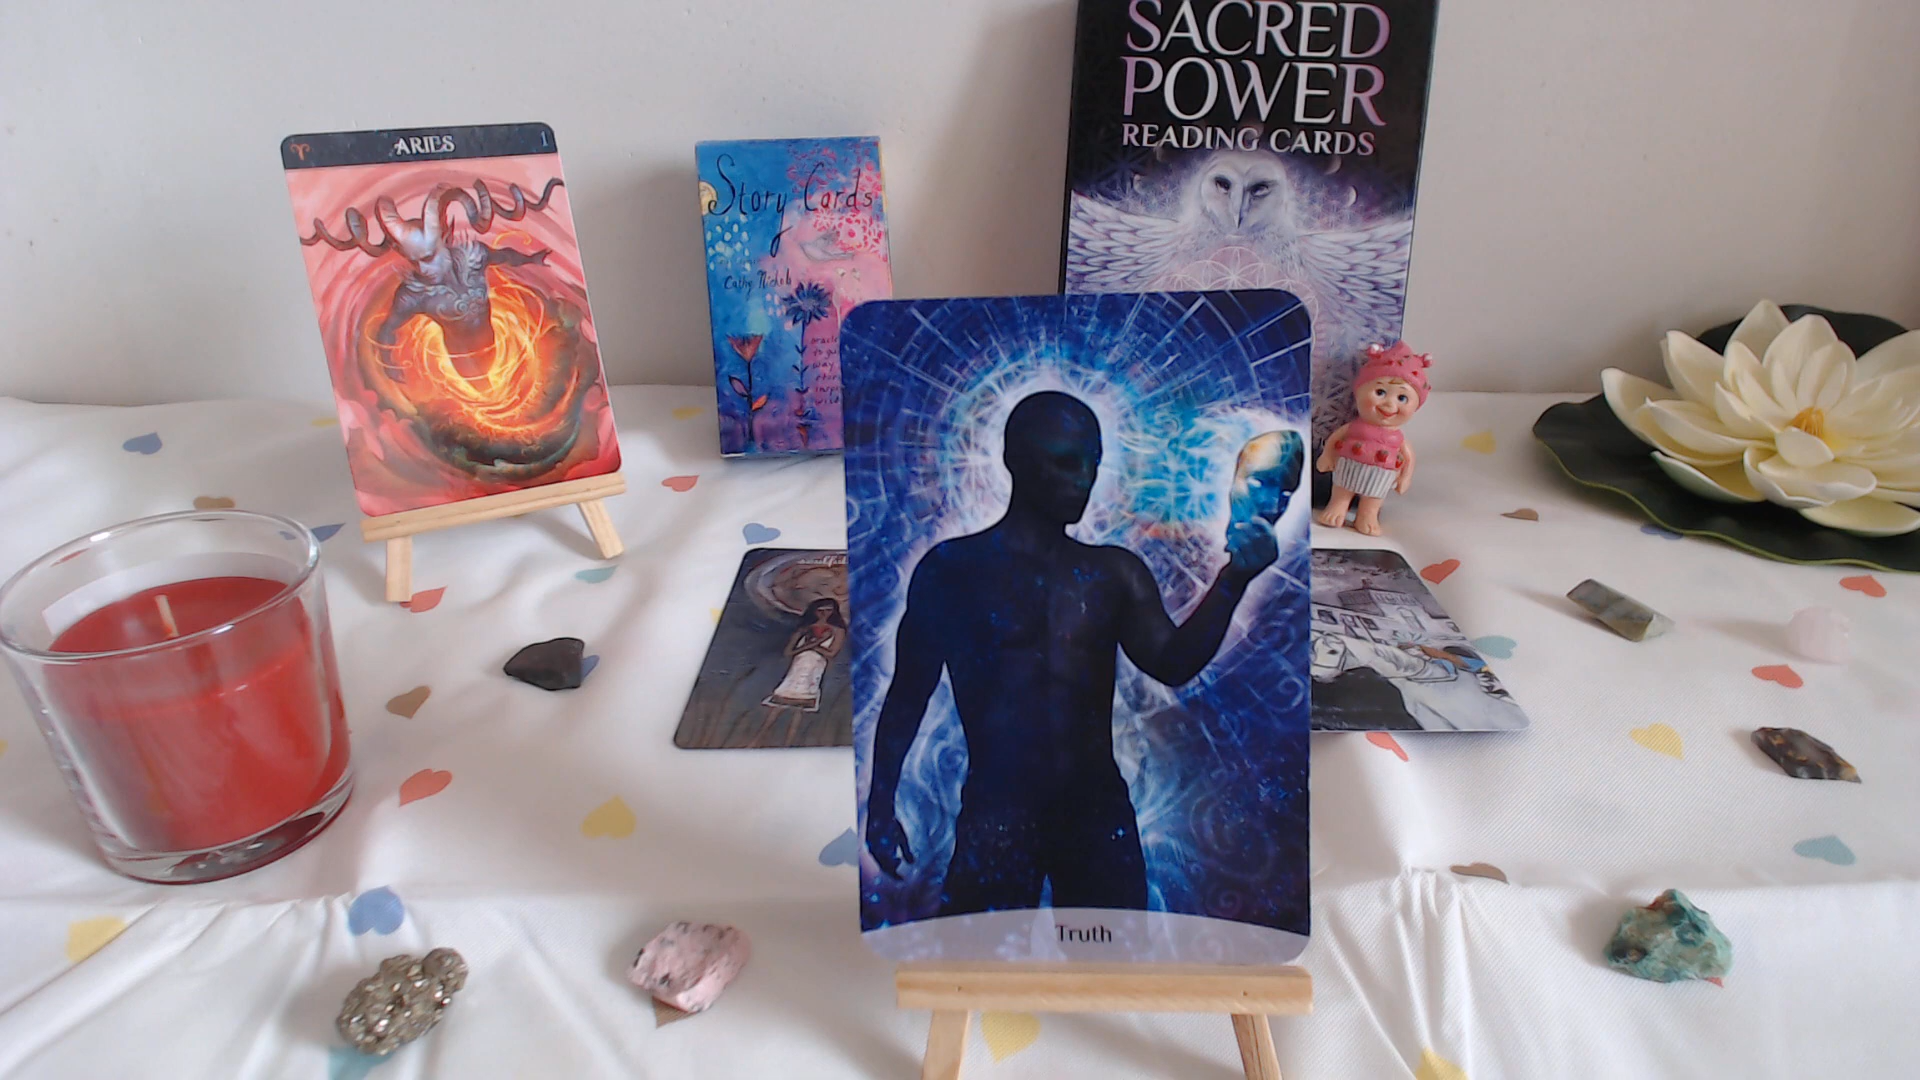 ARIES
1
Story Cards
Cathy Nichols
SACRED
POWER
READING CARDS
Truth